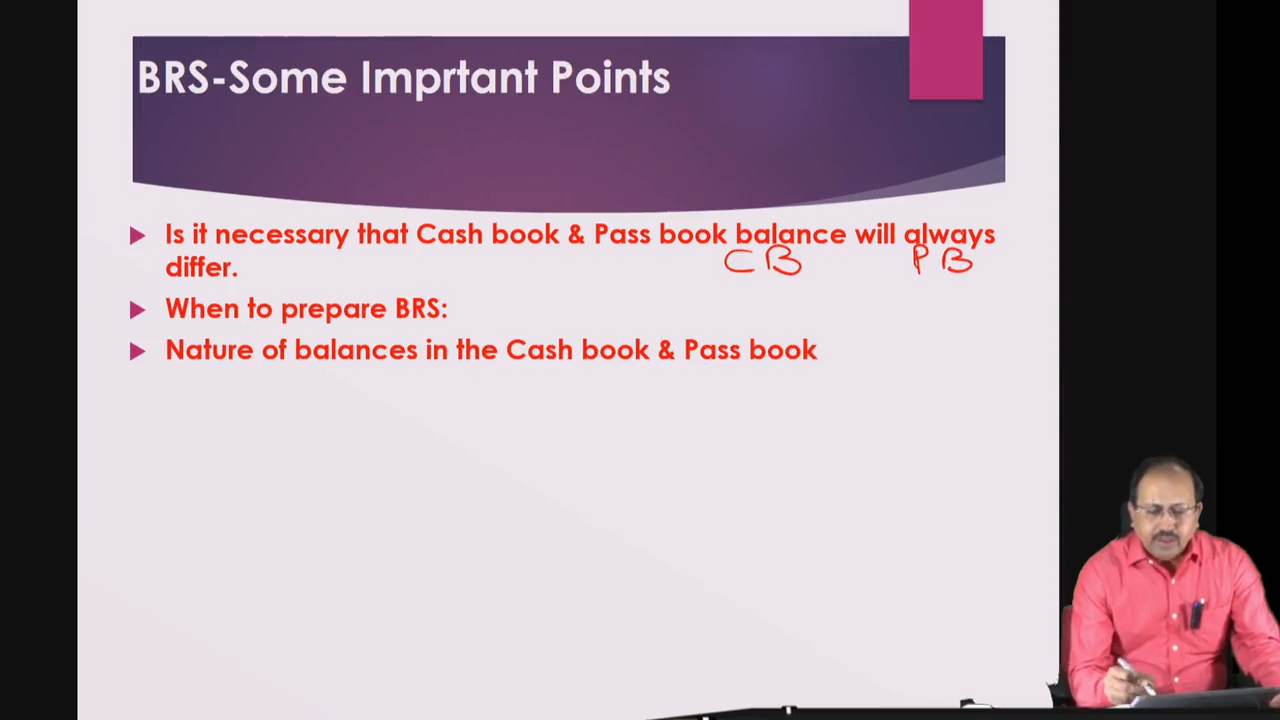 BRS-Some Imprtant Points
Is it necessary that Cash book & Pass book balance will always
differ.
CB PB
When to prepare BRS:
Nature of balances in the Cash book & Pass book